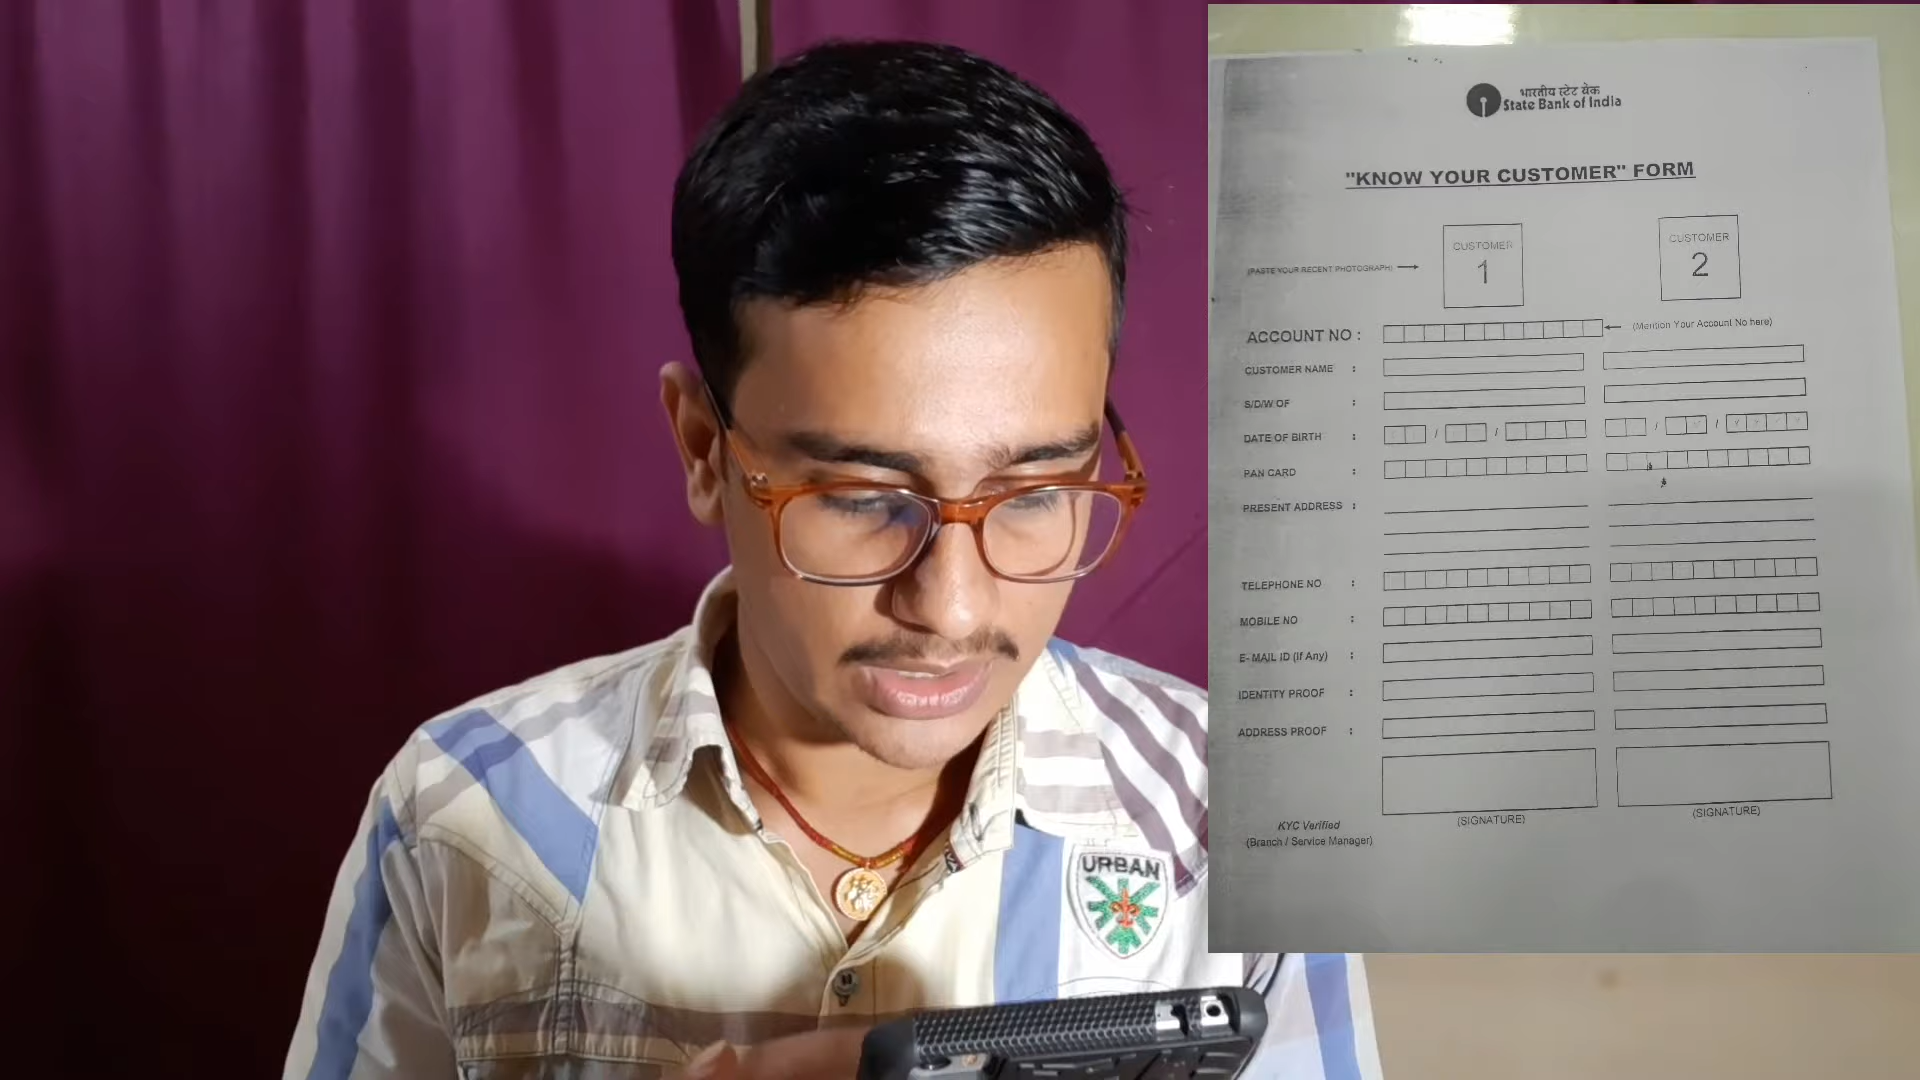 भारतीय स्टेट बैंक
State Bank of India
"KNOW YOUR CUSTOMER" FORM
CUSTOMER
1
CUSTOMER
2
(PASTE YOUR RECENT PHOTOGRAPH)
ACCOUNT NO :
(Mention Your Account No here)
CUSTOMER NAME :
S/D/W OF :
DATE OF BIRTH : / / / /
PAN CARD :
PRESENT ADDRESS :
TELEPHONE NO :
MOBILE NO :
E- MAIL ID (if Any) :
IDENTITY PROOF :
ADDRESS PROOF :
(SIGNATURE)
(SIGNATURE)
KYC Verified
(Branch / Service Manager)
URBAN